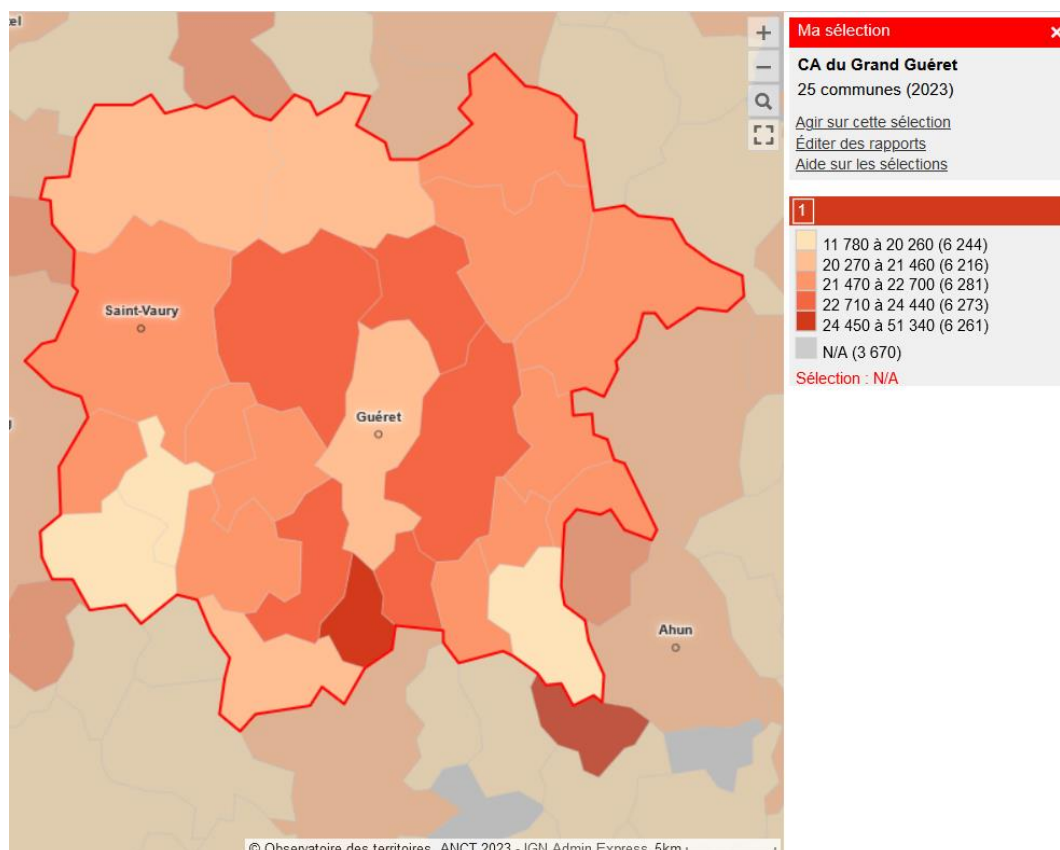 tel
+
−
Saint-Vaury
Guéret
Ahun
© Observatoire des territoires, ANCT 2023 - IGN Admin Express 5km
Ma sélection ×
CA du Grand Guéret
25 communes (2023)
Agir sur cette sélection
Éditer des rapports
Aide sur les sélections
1
11 780 à 20 260 (6 244)
20 270 à 21 460 (6 216)
21 470 à 22 700 (6 281)
22 710 à 24 440 (6 273)
24 450 à 51 340 (6 261)
N/A (3 670)
Sélection : N/A